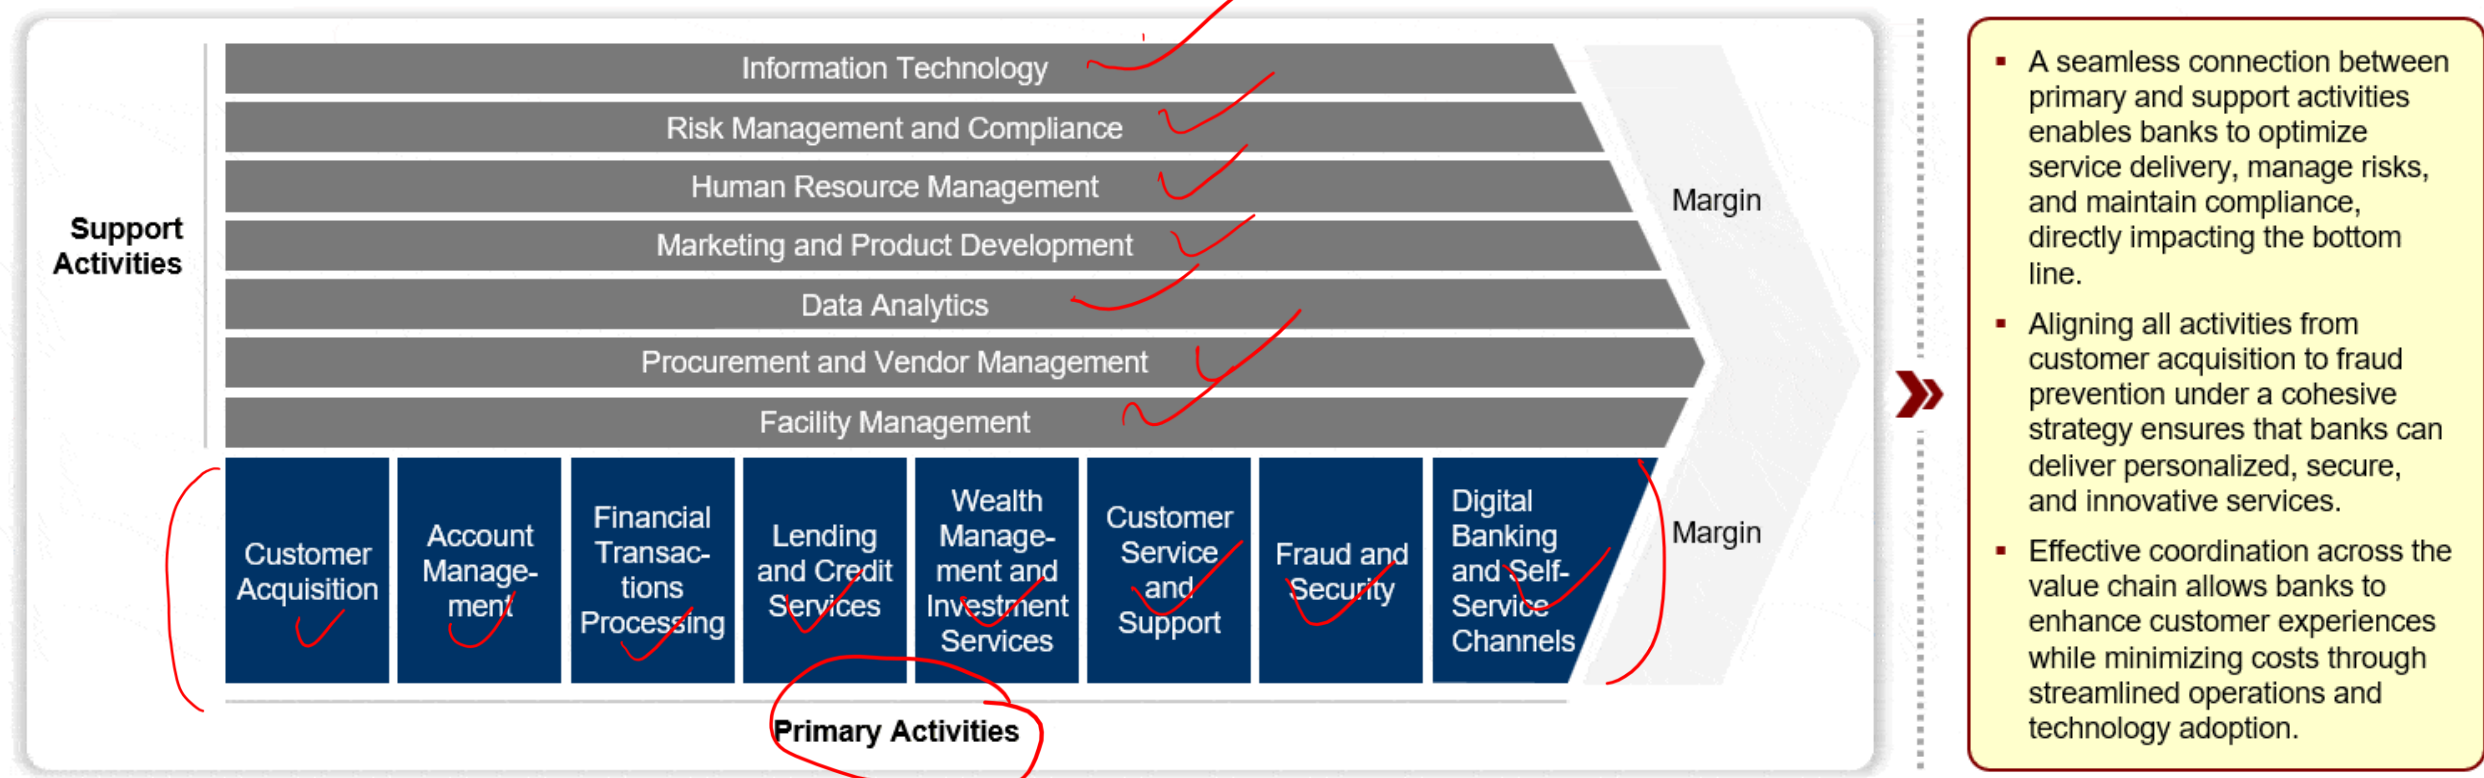 Support
Activities
Information Technology
Risk Management and Compliance
Human Resource Management
Marketing and Product Development
Data Analytics
Procurement and Vendor Management
Facility Management
Margin
Customer
Acquisition
Account
Manage-
ment
Financial
Transac-
tions
Processing
Lending
and Credit
Services
Wealth
Manage-
ment and
Investment
Services
Customer
Service
and
Support
Fraud and
Security
Digital
Banking
and Self-
Service
Channels
Margin
Primary Activities
▪ A seamless connection between
primary and support activities
enables banks to optimize
service delivery, manage risks,
and maintain compliance,
directly impacting the bottom
line.
▪ Aligning all activities from
customer acquisition to fraud
prevention under a cohesive
strategy ensures that banks can
deliver personalized, secure,
and innovative services.
▪ Effective coordination across the
value chain allows banks to
enhance customer experiences
while minimizing costs through
streamlined operations and
technology adoption.